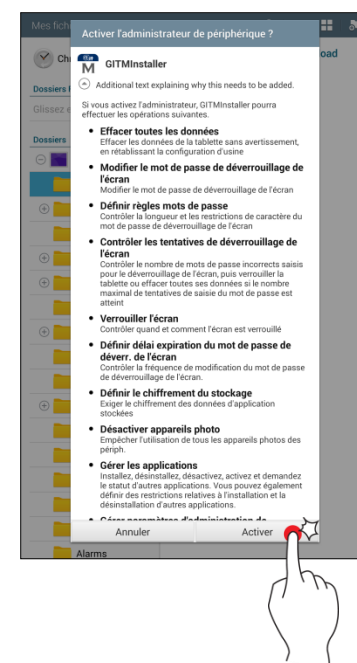 Mes fich
Activer l'administrateur de
périphérique ?
oad
Ch
GITM
M
GITMInstaller
Additional text explaining why this needs to be added.
Dossiers
Glissez e
Dossiers
Si vous activez l'administrateur, GITMInstaller pourra
effectuer les opérations suivantes.
• Effacer toutes les données
Effacer les données de la tablette sans avertissement,
en rétablissant la configuration d'usine
• Modifier le mot de passe de déverrouillage de
l'écran
Modifier le mot de passe de déverrouillage de l'écran
• Définir règles mots de passe
Contrôler la longueur et les restrictions de caractère du
mot de passe de déverrouillage de l'écran
• Contrôler les tentatives de déverrouillage de
l'écran
Contrôler le nombre de mots de passe incorrects saisis
pour le déverrouillage de l'écran, puis verrouiller la
tablette ou effacer toutes ses données si le nombre
maximal de tentatives de saisie du mot de passe est
atteint
• Verrouiller l'écran
Contrôler quand et comment l'écran est verrouillé
• Définir délai expiration du mot de passe de
déverr. de l'écran
Contrôler la fréquence de modification du mot de passe
de déverrouillage de l'écran.
• Définir le chiffrement du stockage
Exiger le chiffrement des données d'application
stockées
• Désactiver appareils photo
Empêcher l'utilisation de tous les appareils photos des
périph.
• Gérer les applications
Installez, désinstallez, désactivez, activez et demandez
le statut d'autres applications. Vous pouvez également
définir des restrictions relatives à l'installation et la
désinstallation d'autres applications.
• Gérer paramètres d'administration de
Annuler
Activer
Alarms